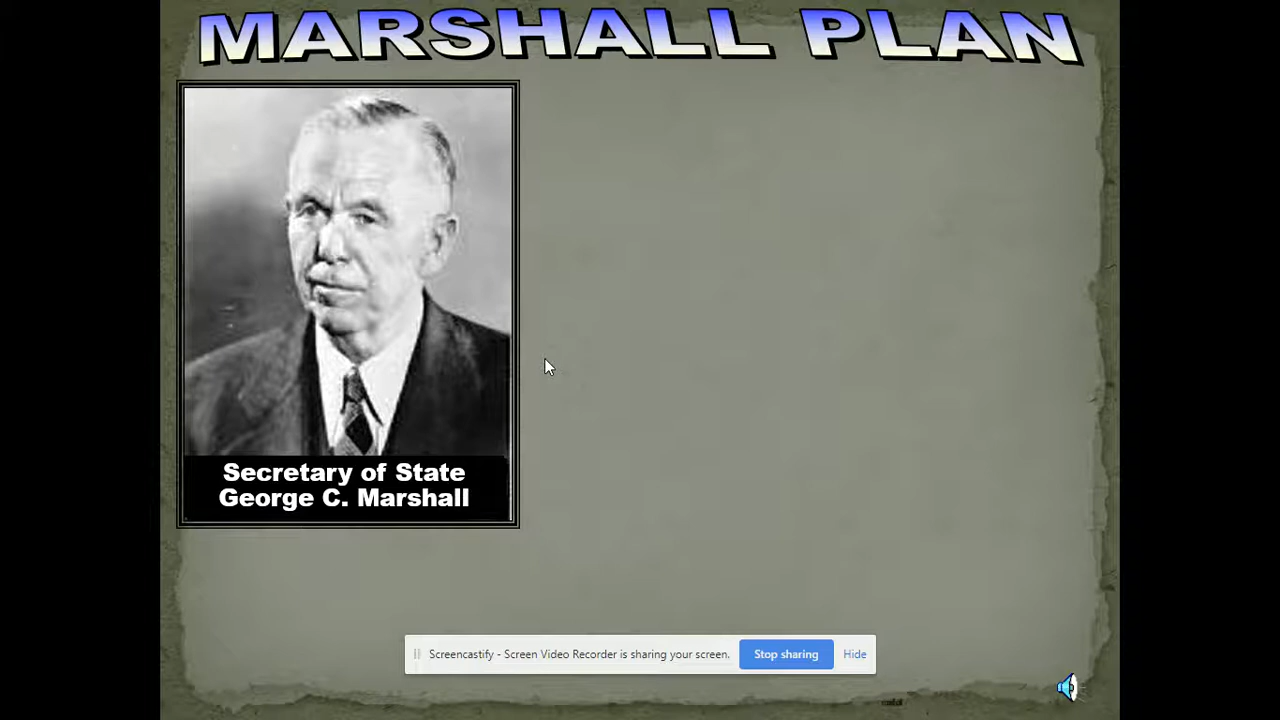 MARSHALL PLAN
Secretary of State
George C. Marshall
Screencastify - Screen Video Recorder is sharing your screen.
Stop sharing
Hide